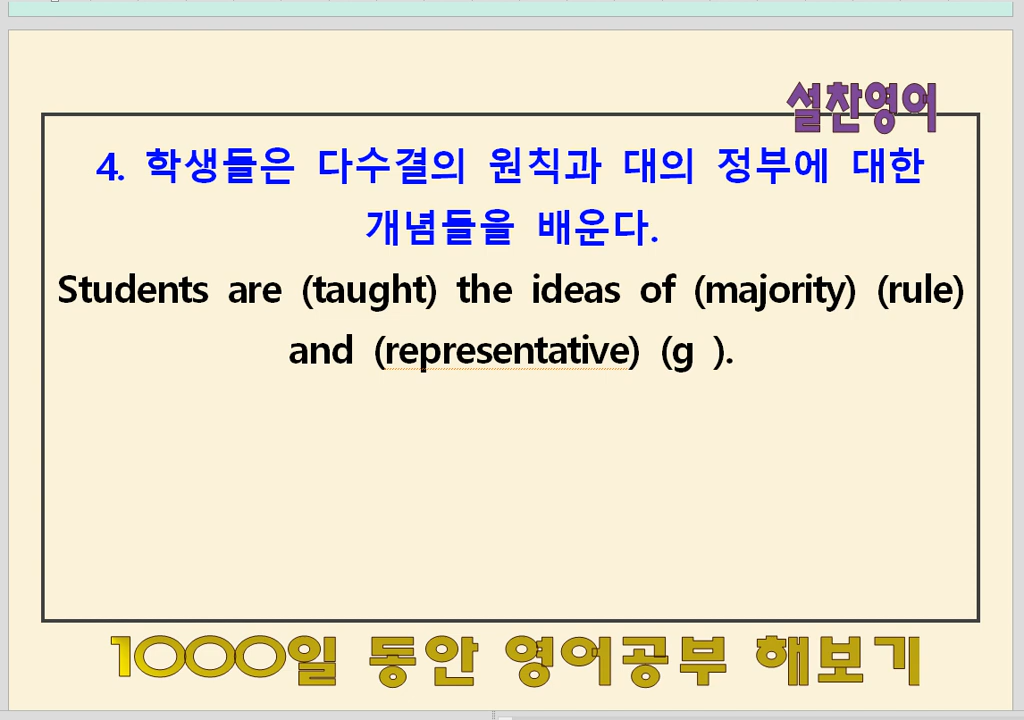 설찬영어
4. 학생들은 다수결의 원칙과 대의 정부에 대한
개념들을 배운다.
Students are (taught) the ideas of (majority) (rule)
and (representative) (g ).
1000일 동안 영어공부 해보기